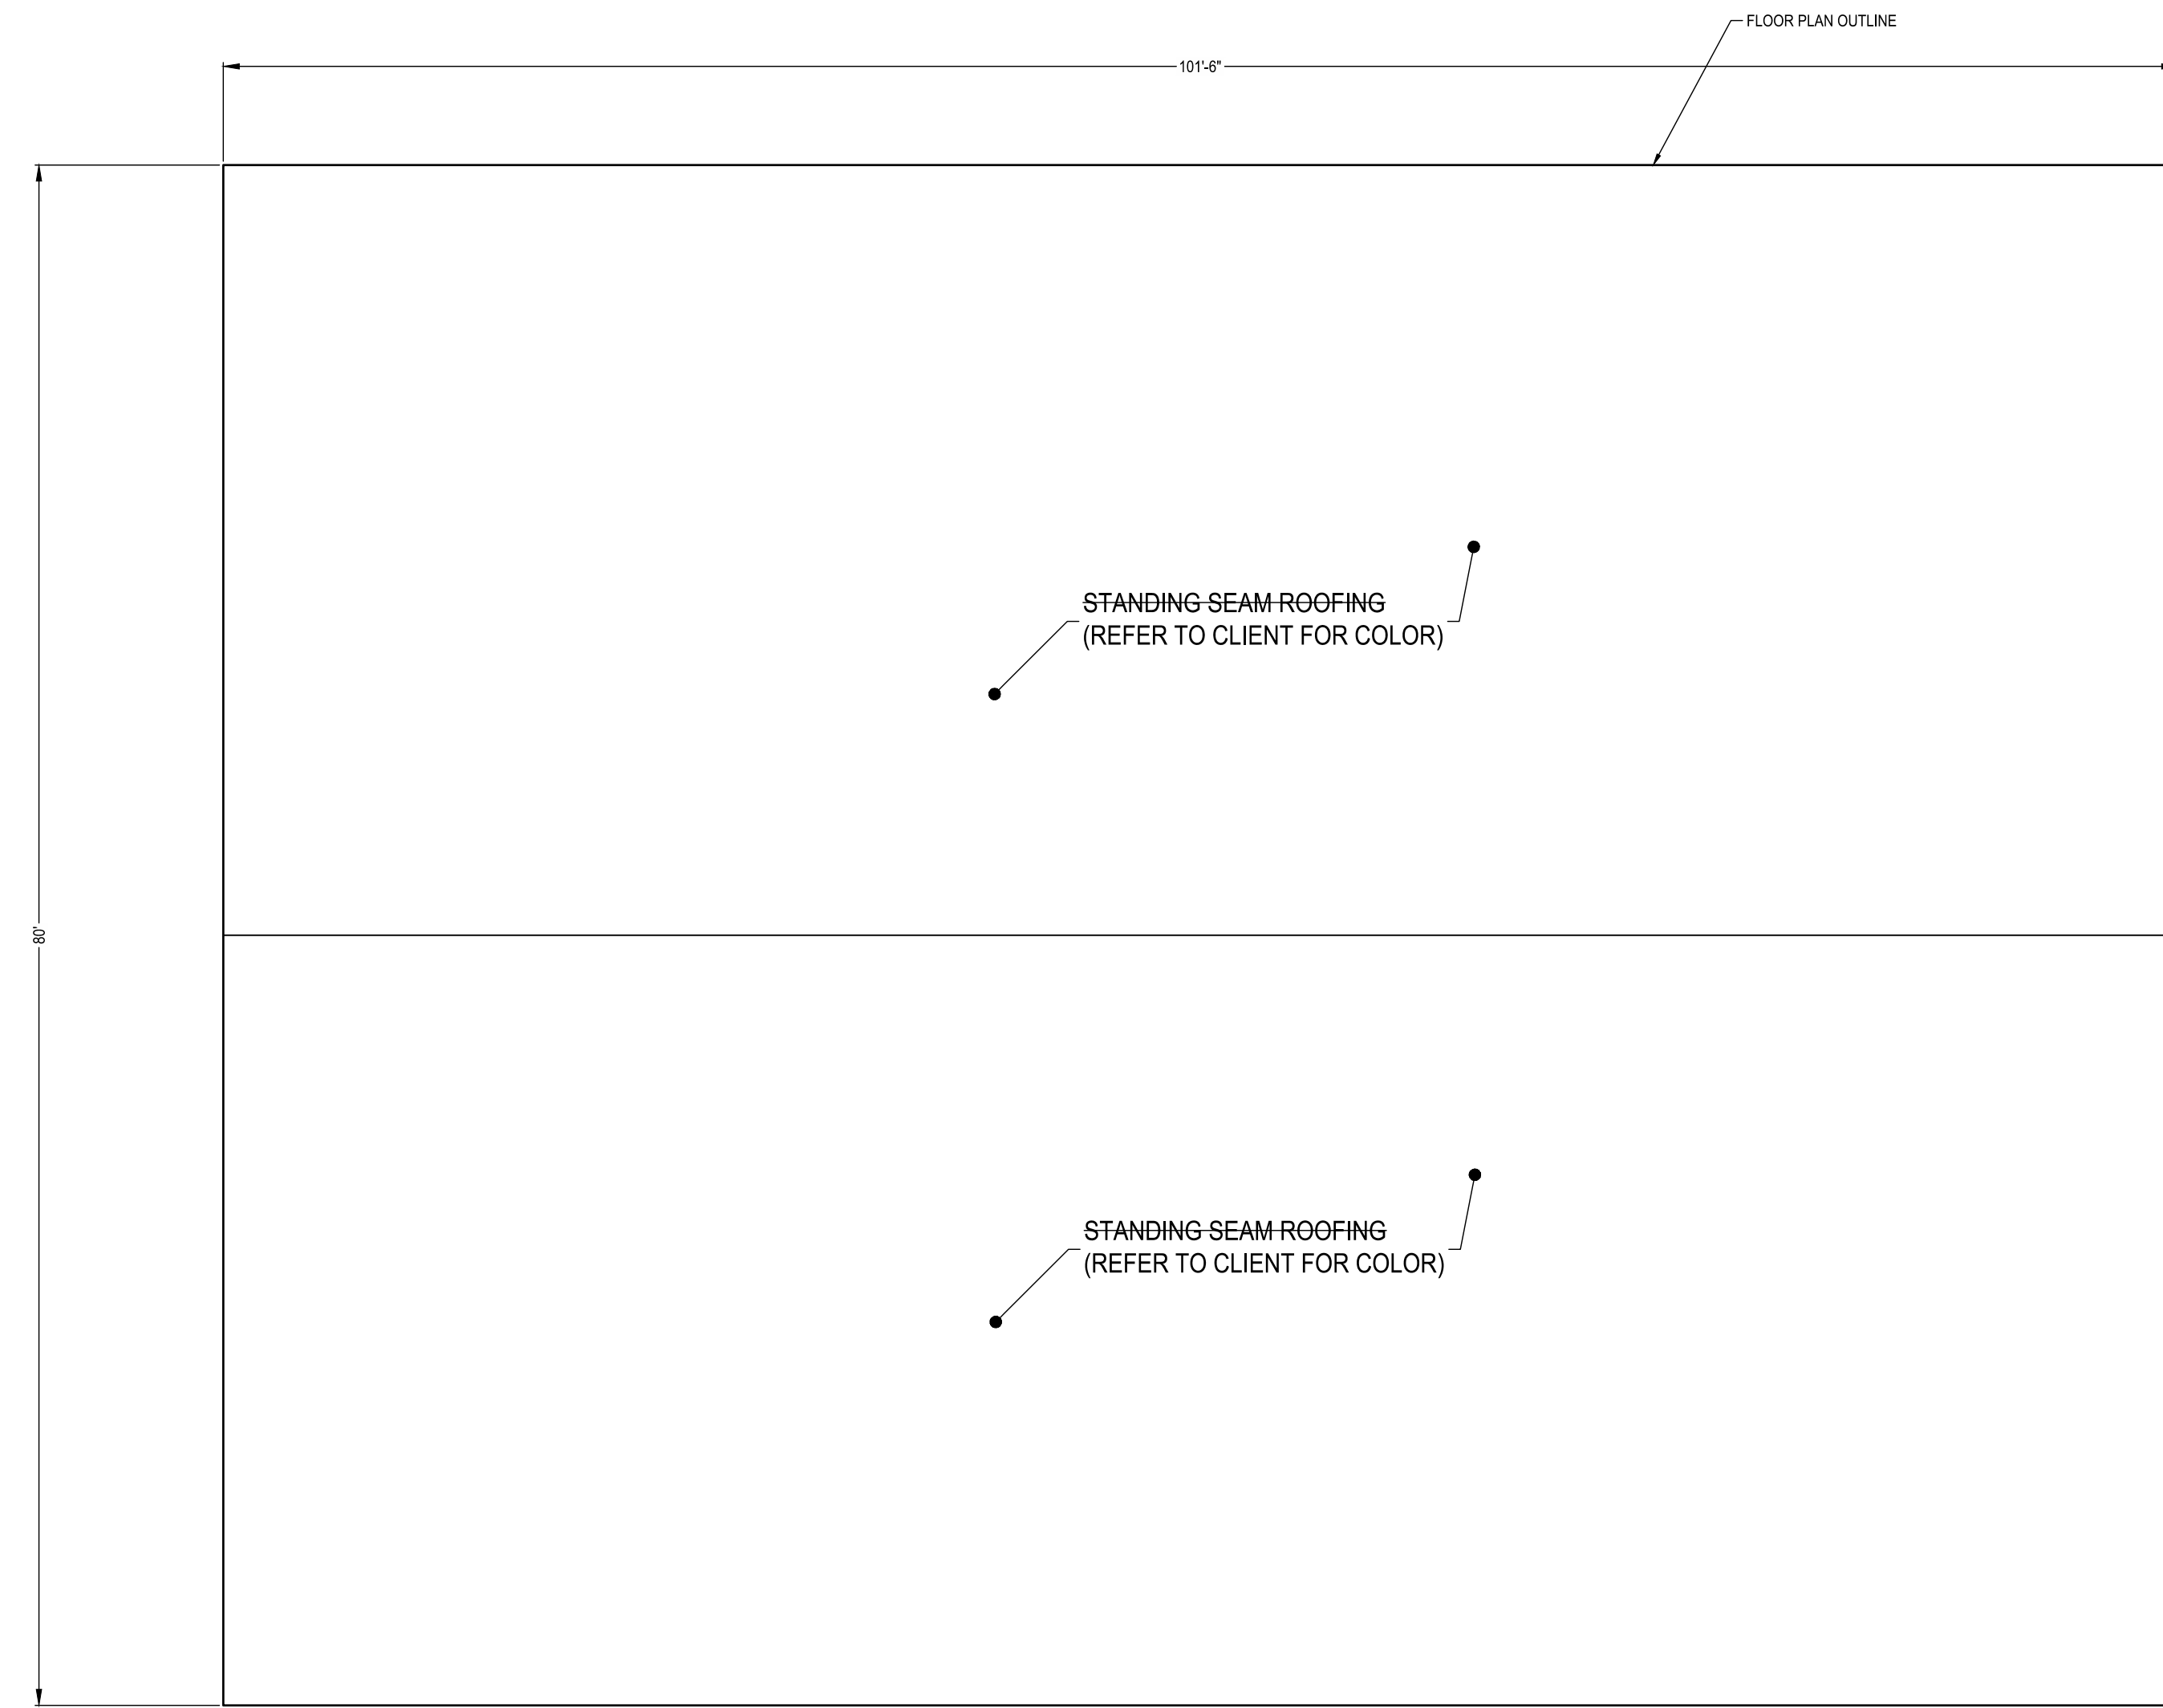 FLOOR PLAN OUTLINE
101'-6"
STANDING SEAM ROOFING
(REFER TO CLIENT FOR COLOR)
80'
STANDING SEAM ROOFING
(REFER TO CLIENT FOR COLOR)